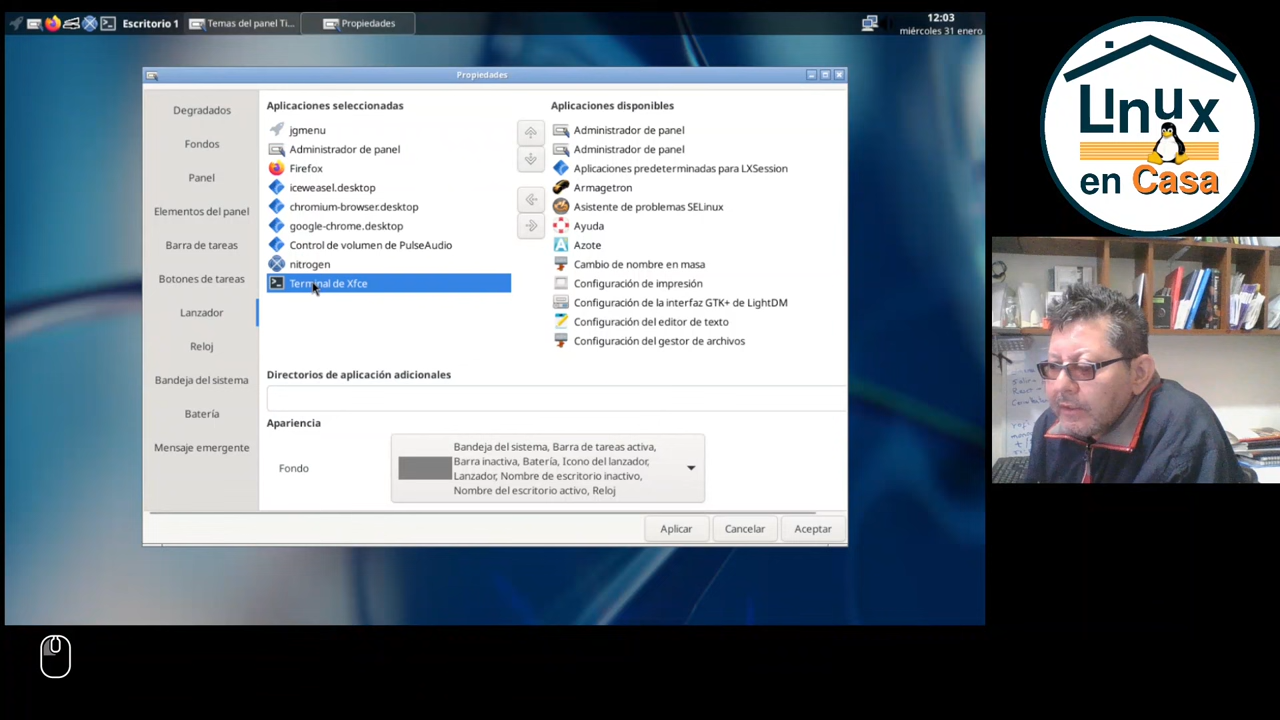 Escritorio 1
Temas del panel Ti...
Propiedades
12:03
miércoles 31 enero
Linux
en Casa
Propiedades
Degradados
Fondos
Panel
Elementos del panel
Barra de tareas
Botones de tareas
Lanzador
Reloj
Bandeja del sistema
Batería
Mensaje emergente
Aplicaciones seleccionadas
jgmenu
Administrador de panel
Firefox
iceweasel.desktop
chromium-browser.desktop
google-chrome.desktop
Control de volumen de PulseAudio
nitrogen
Terminal de Xfce
Aplicaciones disponibles
Administrador de panel
Administrador de panel
Aplicaciones predeterminadas para LXSession
Armagetron
Asistente de problemas SELinux
Ayuda
Azote
Cambio de nombre en masa
Configuración de impresión
Configuración de la interfaz GTK+ de LightDM
Configuración del editor de texto
Configuración del gestor de archivos
Directorios de aplicación adicionales
Apariencia
Fondo
Bandeja del sistema, Barra de tareas activa,
Barra inactiva, Batería, Icono del lanzador,
Lanzador, Nombre de escritorio inactivo,
Nombre del escritorio activo, Reloj
Aplicar
Cancelar
Aceptar